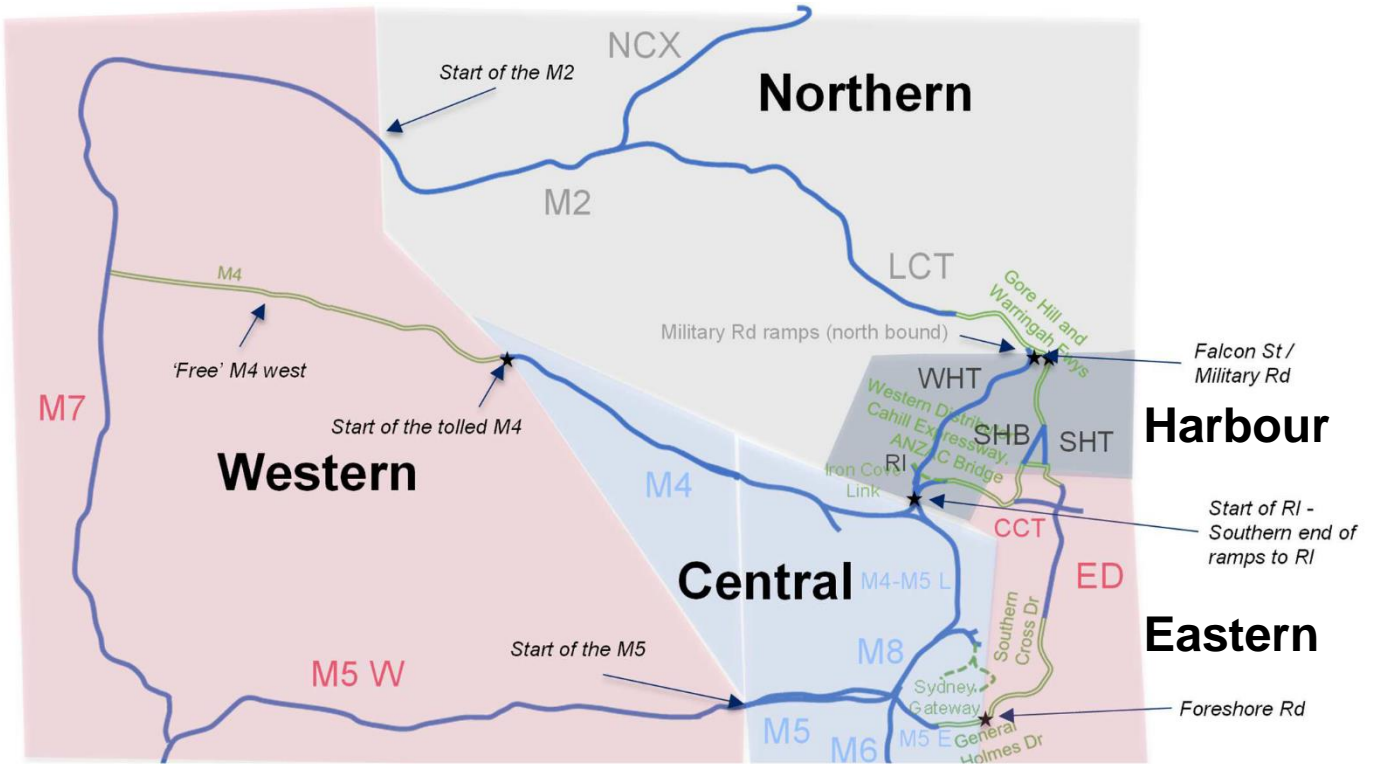 NCX
Start of the M2
Northern
M2
LCT
Gore Hill and
Warringah Fwys
M4
Military Rd ramps (north bound)
Falcon St /
Military Rd
'Free' M4 west
WHT
M7
Western
Cahill Expressway,
ANZAC Bridge
SHB
SHT
Harbour
Start of the tolled M4
Western
RI
Iron Cove
Link
M4
Start of RI -
Southern end of
ramps to RI
CCT
Central
M4-M5 L
ED
Southern
Cross Dr
Eastern
Start of the M5
M8
M5 W
Sydney
Gateway
Foreshore Rd
M5
M6
M5 E
General
Holmes Dr